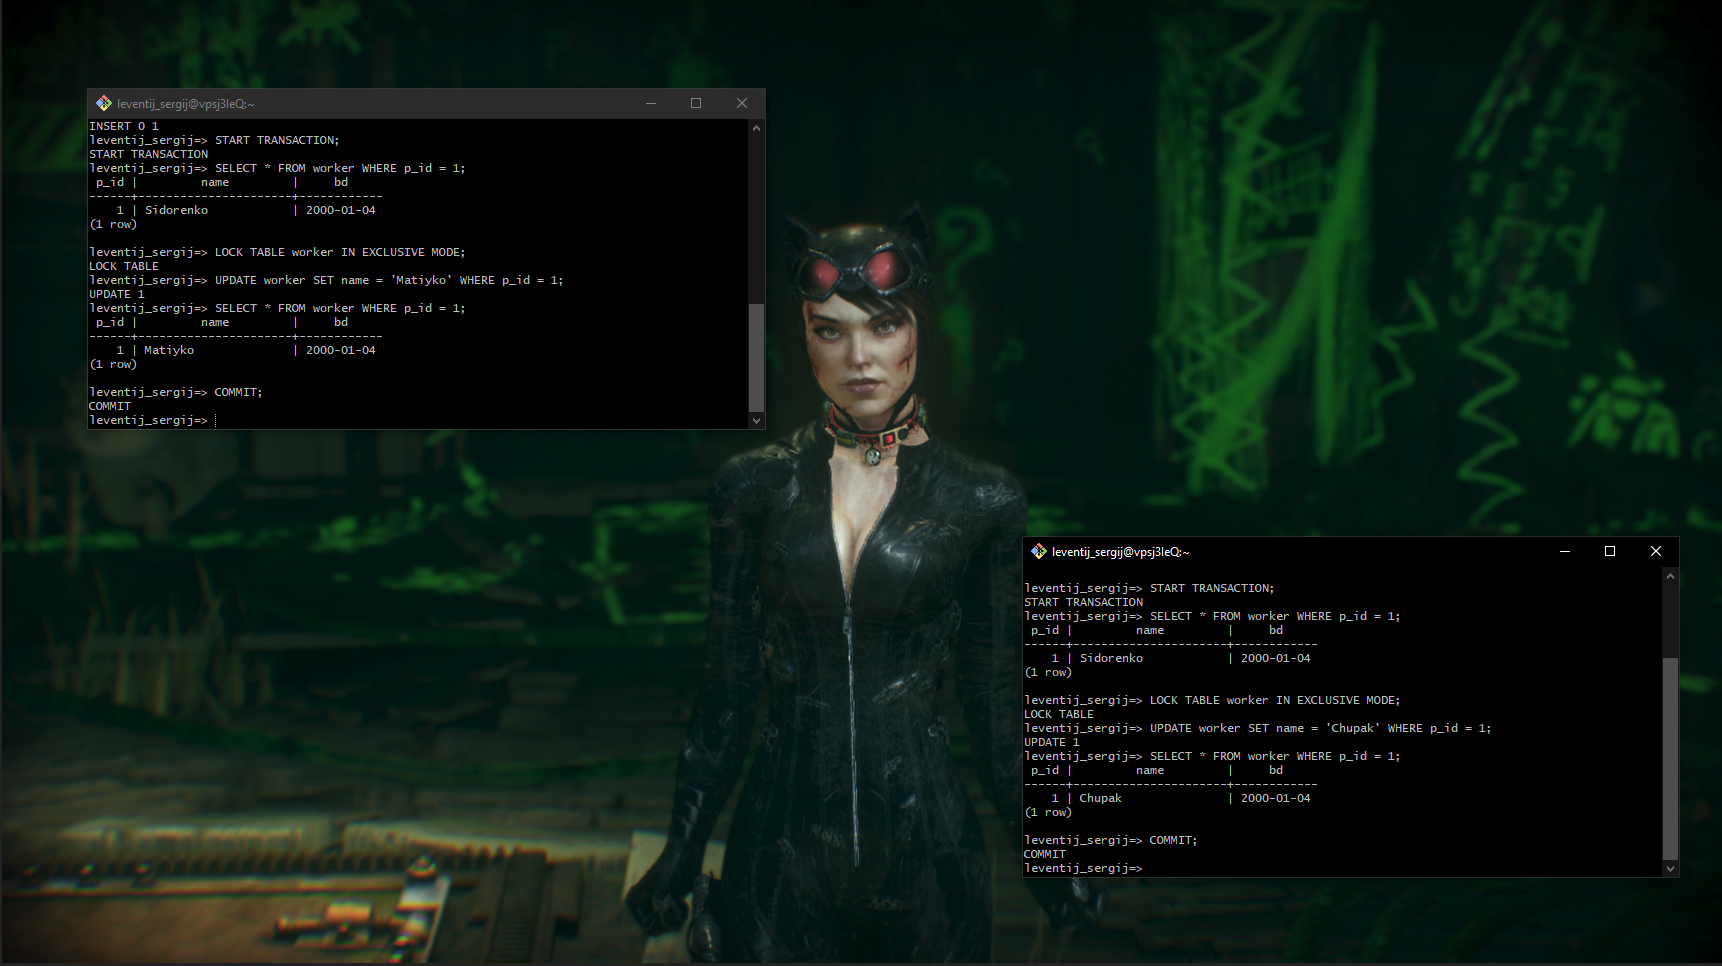 leventij_sergij@vpsj3leQ:~
INSERT 0 1
leventij_sergij=> START TRANSACTION;
START TRANSACTION
leventij_sergij=> SELECT * FROM worker WHERE p_id = 1;
 p_id |         name         |     bd
------+----------------------+------------
    1 | Sidorenko            | 2000-01-04
(1 row)
leventij_sergij=> LOCK TABLE worker IN EXCLUSIVE MODE;
LOCK TABLE
leventij_sergij=> UPDATE worker SET name = 'Matiyko' WHERE p_id = 1;
UPDATE 1
leventij_sergij=> SELECT * FROM worker WHERE p_id = 1;
 p_id |         name         |     bd
------+----------------------+------------
    1 | Matiyko              | 2000-01-04
(1 row)
leventij_sergij=> COMMIT;
COMMIT
leventij_sergij=>
leventij_sergij@vpsj3leQ:~
leventij_sergij=> START TRANSACTION;
START TRANSACTION
leventij_sergij=> SELECT * FROM worker WHERE p_id = 1;
 p_id |         name         |     bd
------+----------------------+------------
    1 | Sidorenko            | 2000-01-04
(1 row)
leventij_sergij=> LOCK TABLE worker IN EXCLUSIVE MODE;
LOCK TABLE
leventij_sergij=> UPDATE worker SET name = 'Chupak' WHERE p_id = 1;
UPDATE 1
leventij_sergij=> SELECT * FROM worker WHERE p_id = 1;
 p_id |         name         |     bd
------+----------------------+------------
    1 | Chupak               | 2000-01-04
(1 row)
leventij_sergij=> COMMIT;
COMMIT
leventij_sergij=>